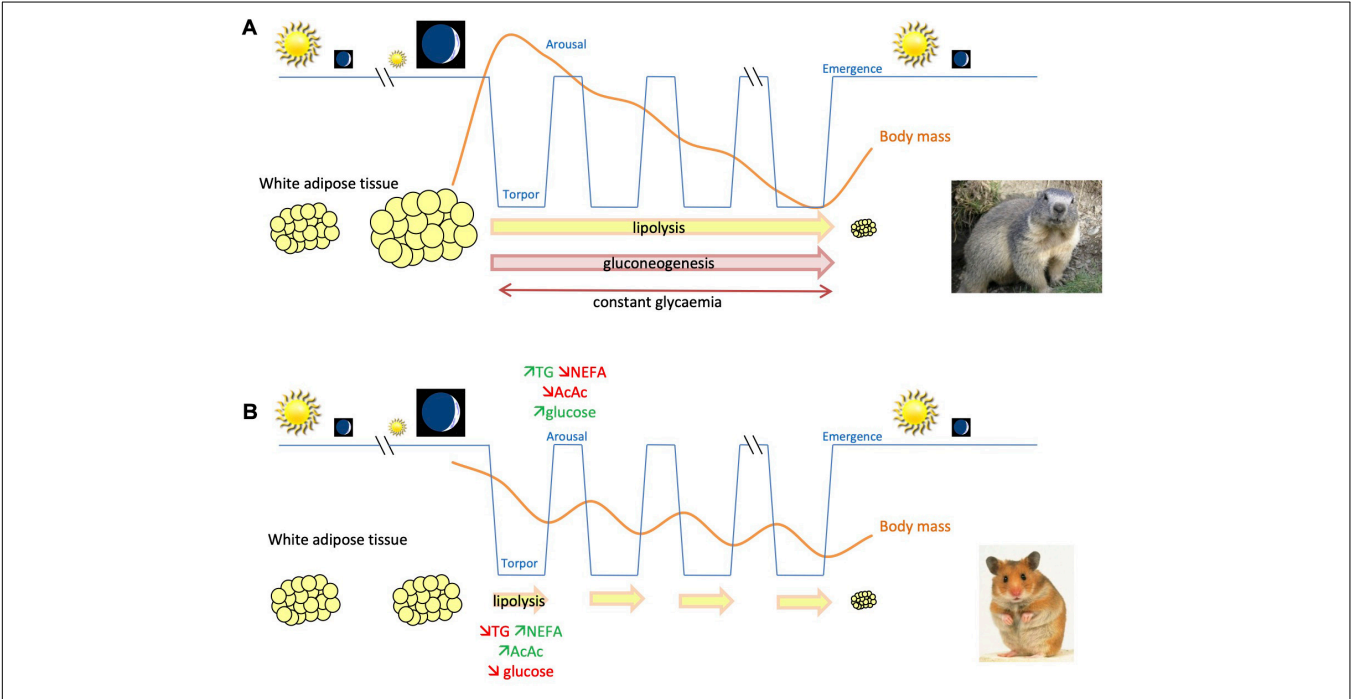 A
Arousal
Emergence
Body mass
White adipose tissue
Torpor
lipolysis
gluconeogenesis
constant glycaemia
↗TG ↘NEFA
↘AcAc
↗glucose
B
Arousal
Emergence
Body mass
White adipose tissue
Torpor
lipolysis
↘TG ↗NEFA
↗AcAc
↘ glucose